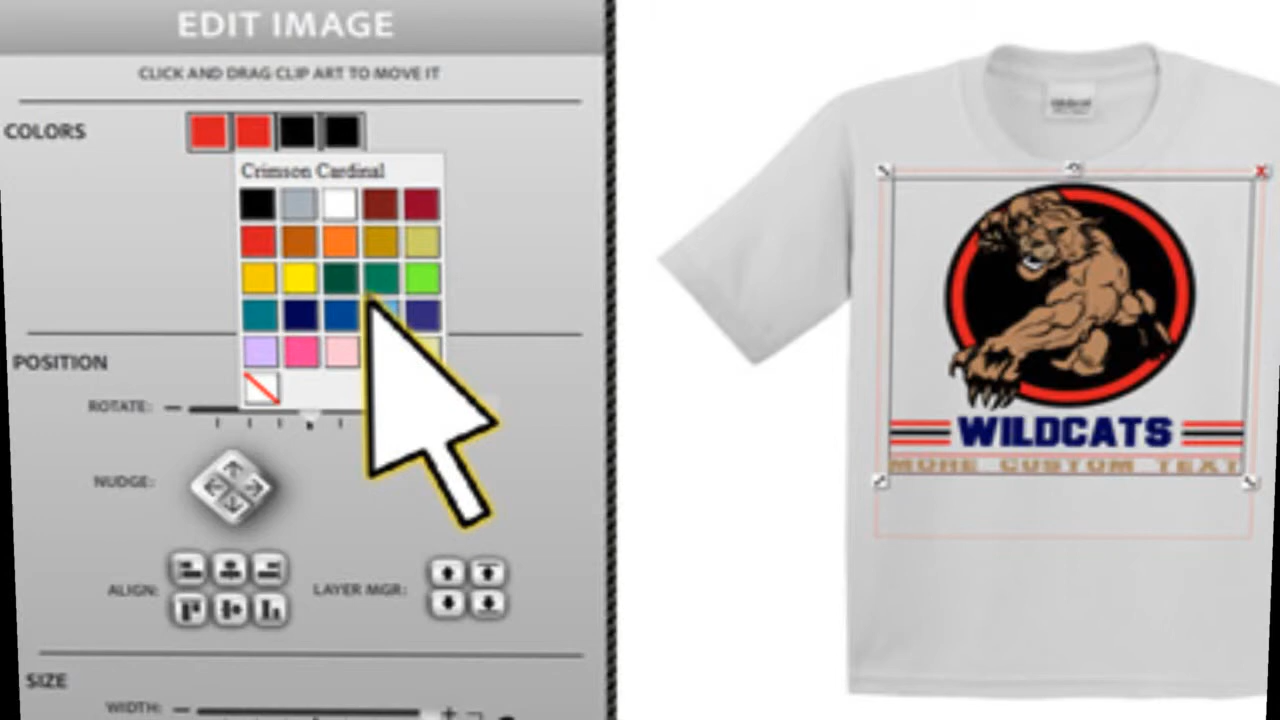 EDIT IMAGE
CLICK AND DRAG CLIP ART TO MOVE IT
COLORS
Crimson Cardinal
POSITION
ROTATE:
NUDGE:
ALIGN:
LAYER MGR:
SIZE
WIDTH:
WILDCATS
MORE CUSTOM TEXT